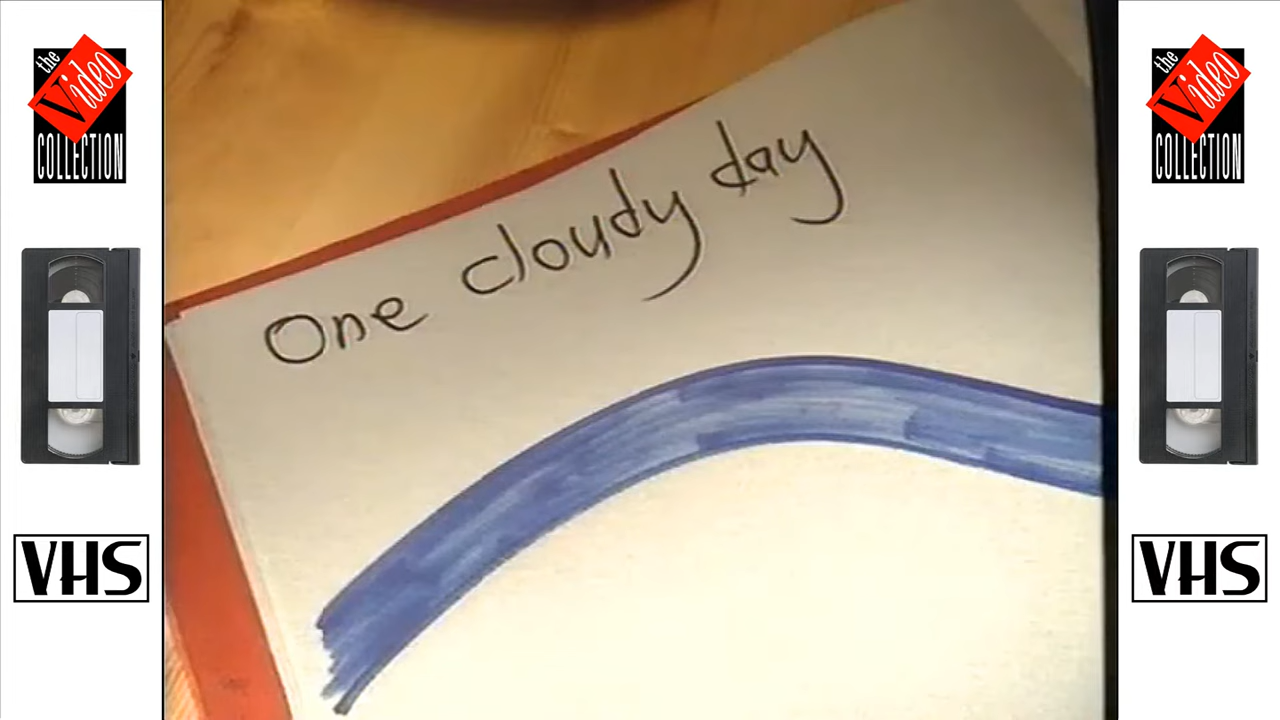 the
Video
COLLECTION
VHS
One cloudy day
the
Video
COLLECTION
VHS